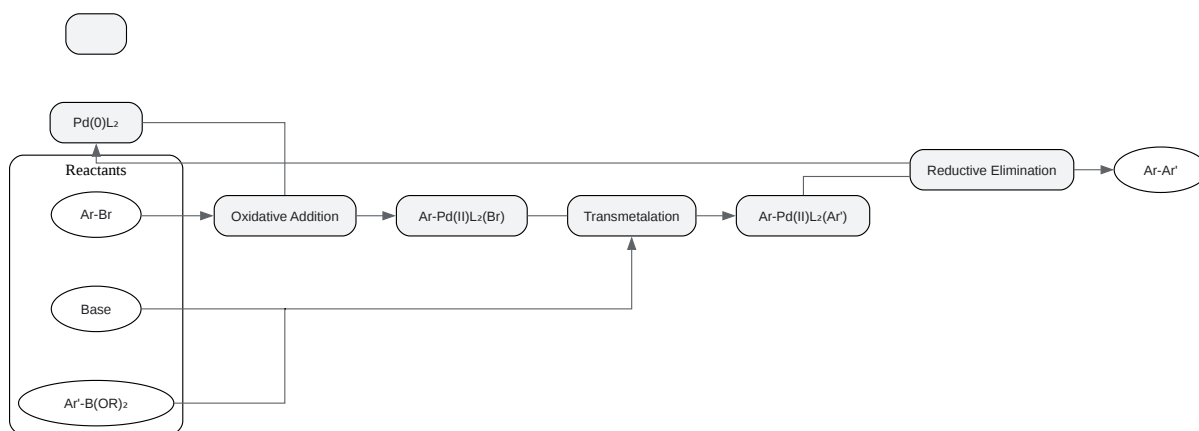 Pd(0)L₂
Reactants
Ar-Br
Oxidative Addition
Ar-Pd(II)L₂(Br)
Transmetalation
Ar-Pd(II)L₂(Ar')
Reductive Elimination
Ar-Ar'
Base
Ar'-B(OR)₂